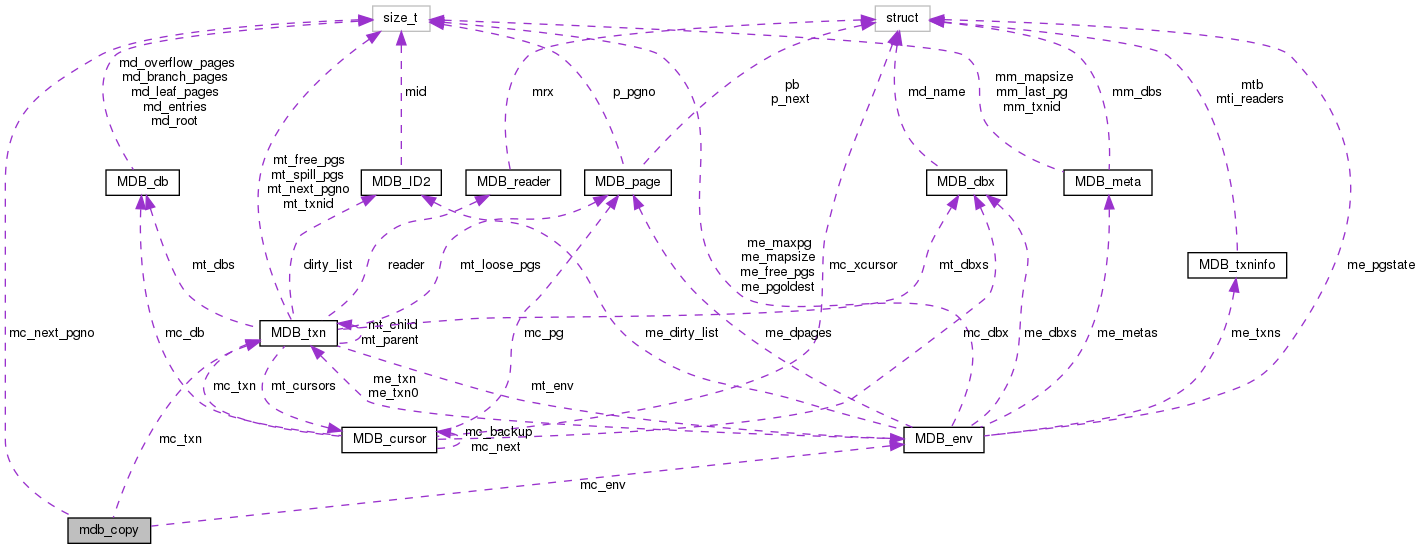 size_t
struct
md_overflow_pages
md_branch_pages
md_leaf_pages
md_entries
md_root
mid
mrx
p_pgno
pb
p_next
md_name
mm_mapsize
mm_last_pg
mm_txnid
mm_dbs
mtb
mti_readers
mt_free_pgs
mt_spill_pgs
mt_next_pgno
mt_txnid
MDB_db
MDB_ID2
MDB_reader
MDB_page
MDB_dbx
MDB_meta
me_maxpg
me_mapsize
me_free_pgs
me_pgoldest
mt_dbs
dirty_list
reader
mt_loose_pgs
mc_xcursor
mt_dbxs
MDB_txninfo
me_pgstate
mc_next_pgno
mc_db
MDB_txn
mt_child
mt_parent
mc_pg
me_dirty_list
me_dpages
mc_dbx
me_dbxs
me_metas
me_txns
mc_txn
mt_cursors
me_txn
me_txn0
mt_env
mc_txn
MDB_cursor
mc_backup
mc_next
MDB_env
mc_env
mdb_copy